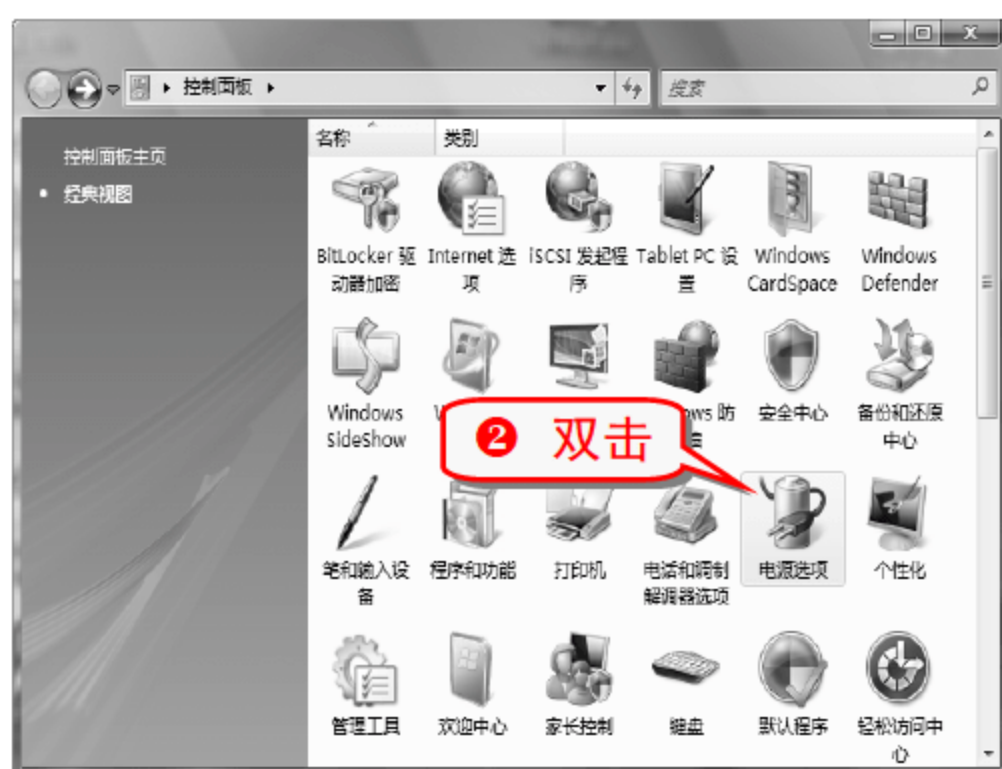 控制面板
搜索
控制面板主页
经典视图
名称 类别
BitLocker 驱 Internet 选 iSCSI 发起程 Tablet PC 设 Windows Windows
动器加密 项 序 置 CardSpace Defender
Windows ows 防 安全中心 备份和还原
SideShow 中心
❷ 双击
笔和输入设 程序和功能 打印机 电话和调制 电源选项 个性化
备 解调器选项
管理工具 欢迎中心 家长控制 键盘 默认程序 轻松访问中
心